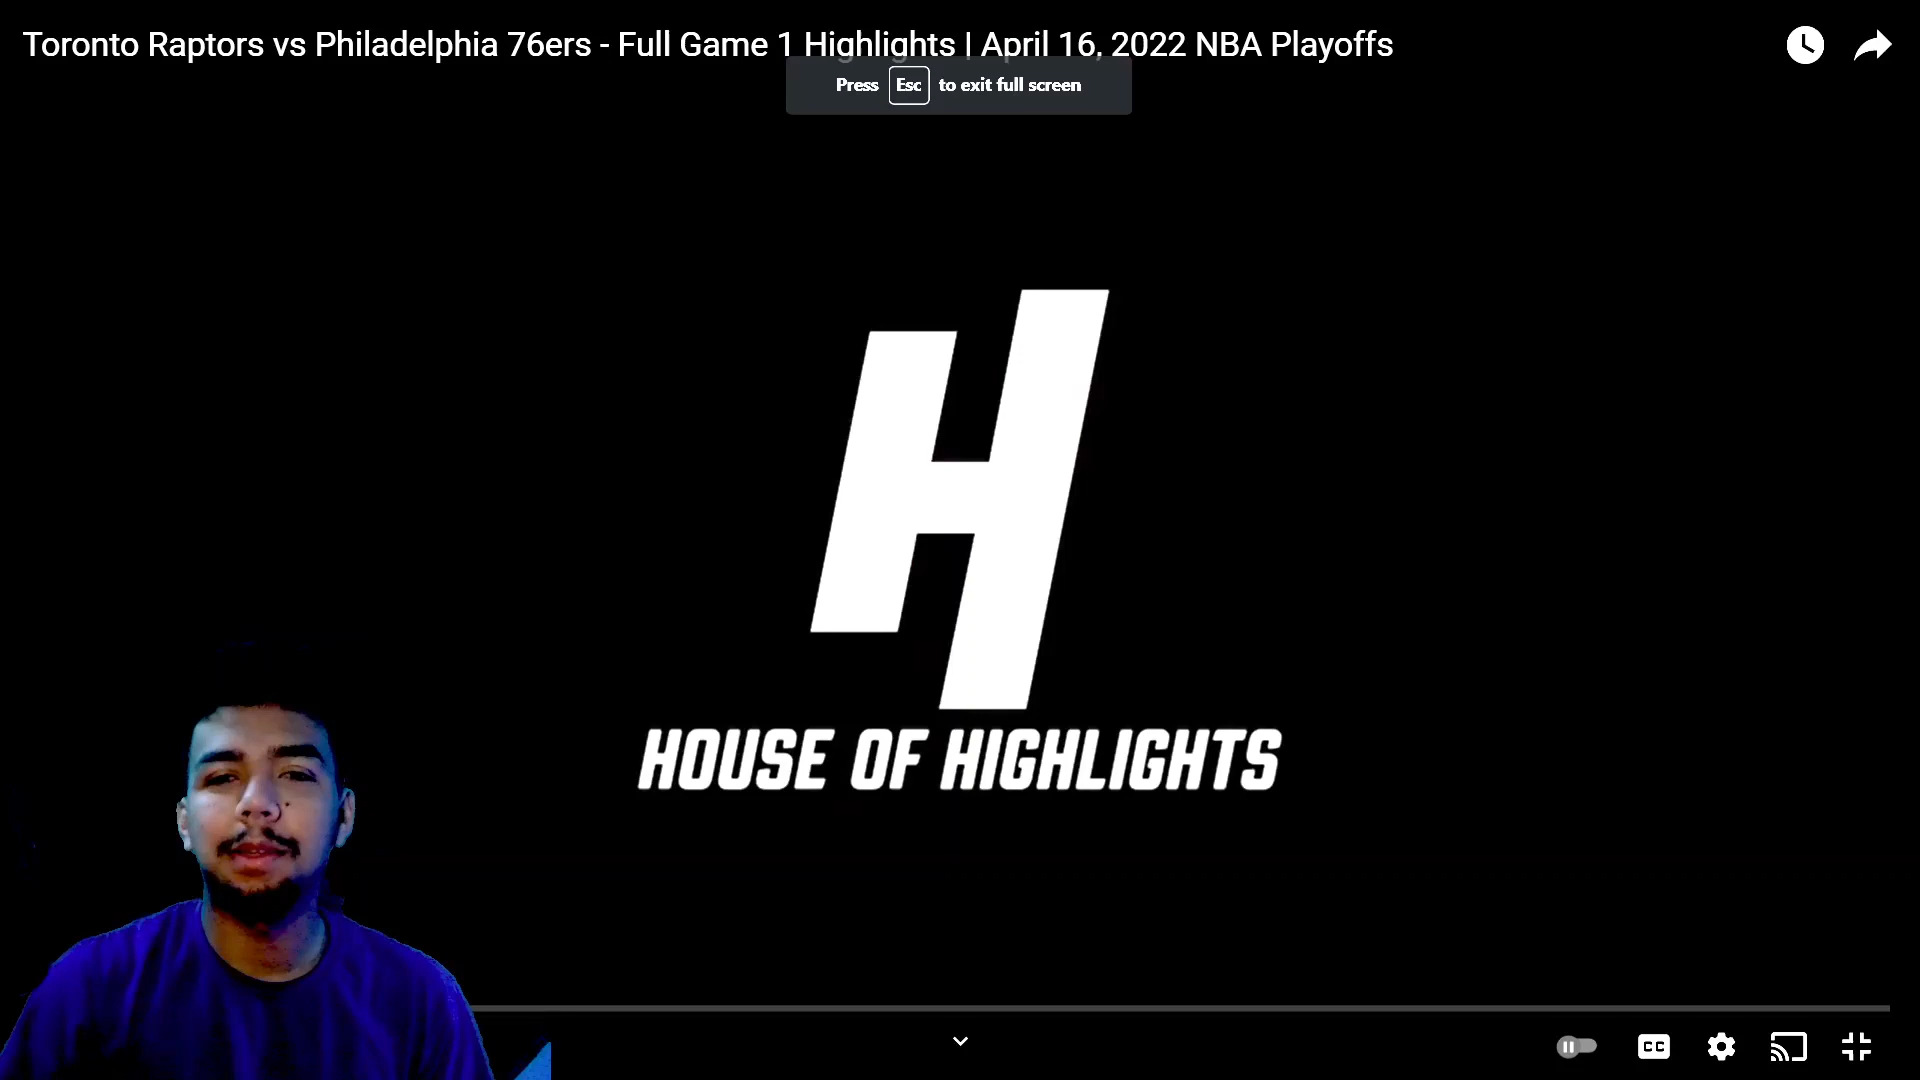 Toronto Raptors vs Philadelphia 76ers - Full Game 1 Highlights | April 16, 2022 NBA Playoffs
Press Esc to exit full screen
H
HOUSE OF HIGHLIGHTS
CC